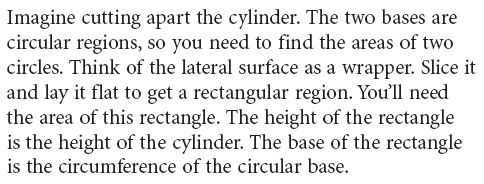 Imagine cutting apart the cylinder. The two bases are
circular regions, so you need to find the areas of two
circles. Think of the lateral surface as a wrapper. Slice it
and lay it flat to get a rectangular region. You’ll need
the area of this rectangle. The height of the rectangle
is the height of the cylinder. The base of the rectangle
is the circumference of the circular base.